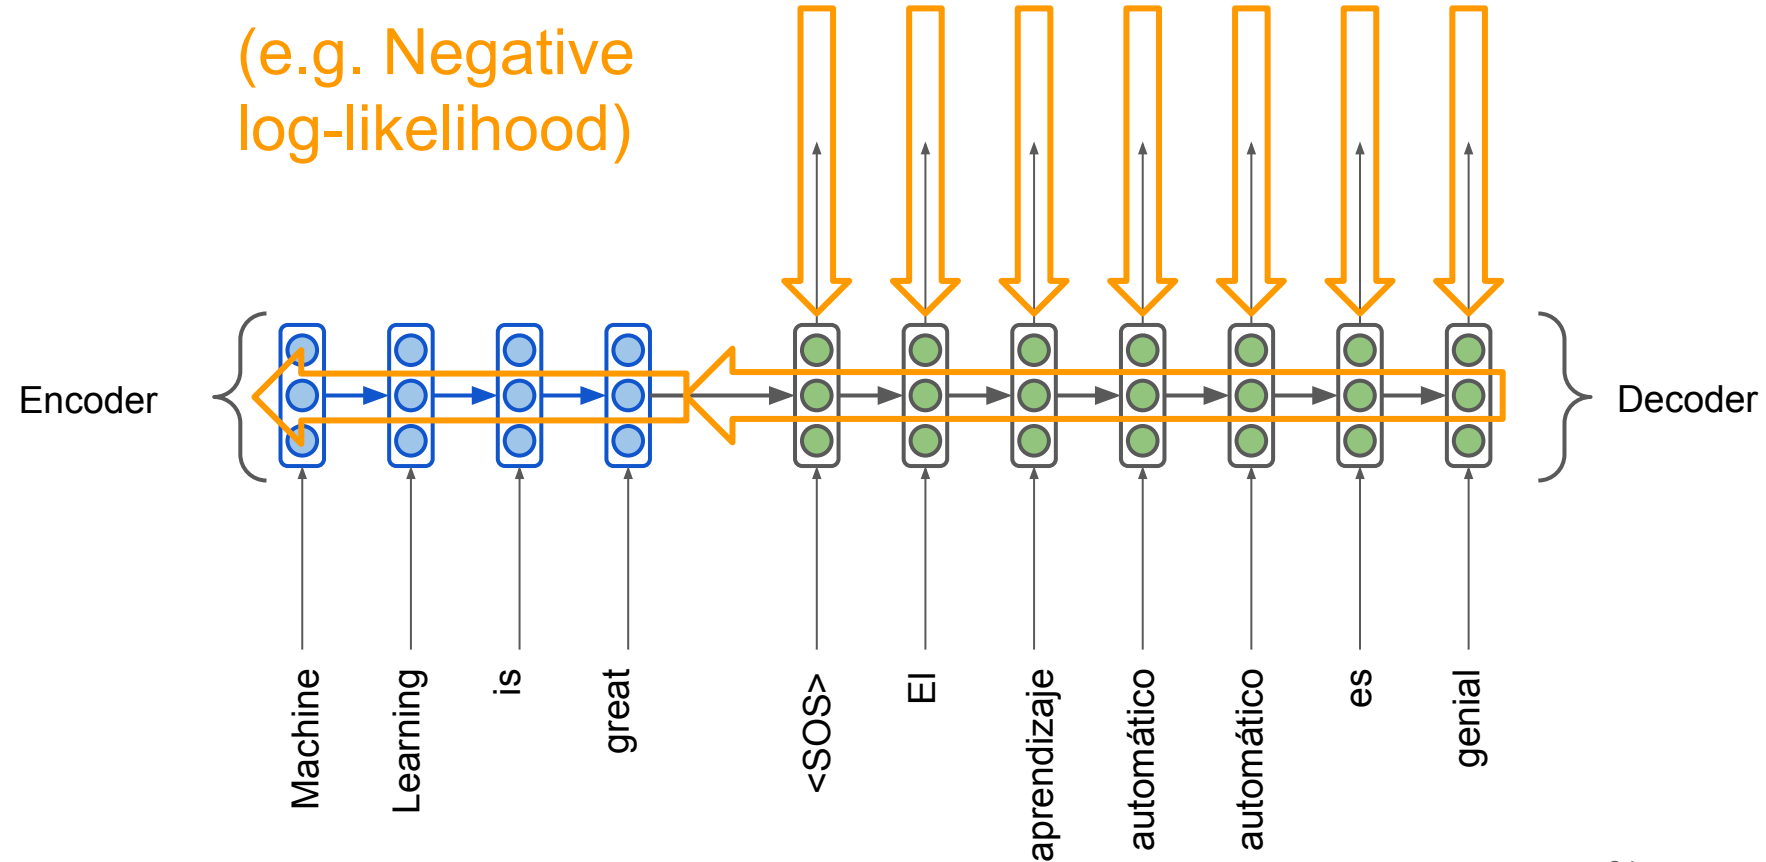 (e.g. Negative
log-likelihood)
Encoder
Decoder
Machine
Learning
is
great
<SOS>
El
aprendizaje
automático
automático
es
genial